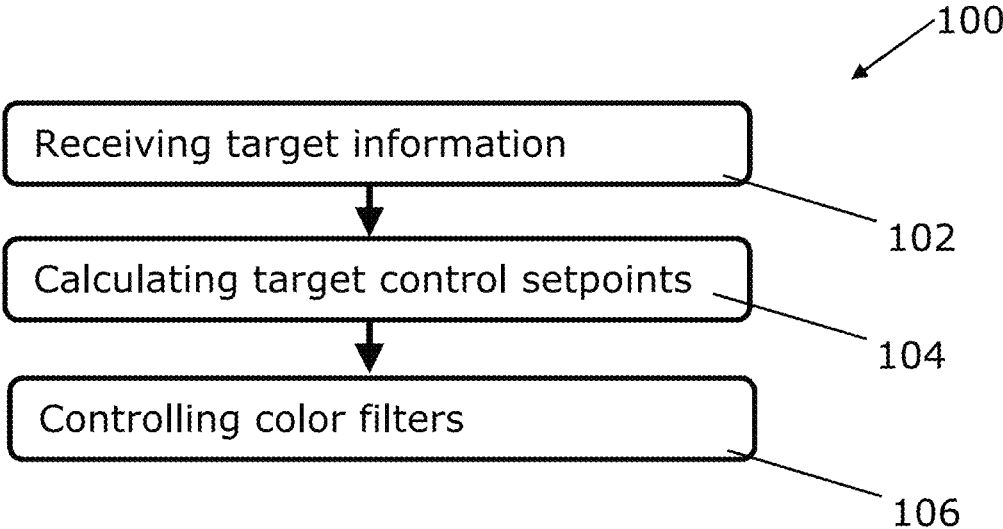 100
Receiving target information
102
Calculating target control setpoints
104
Controlling color filters
106